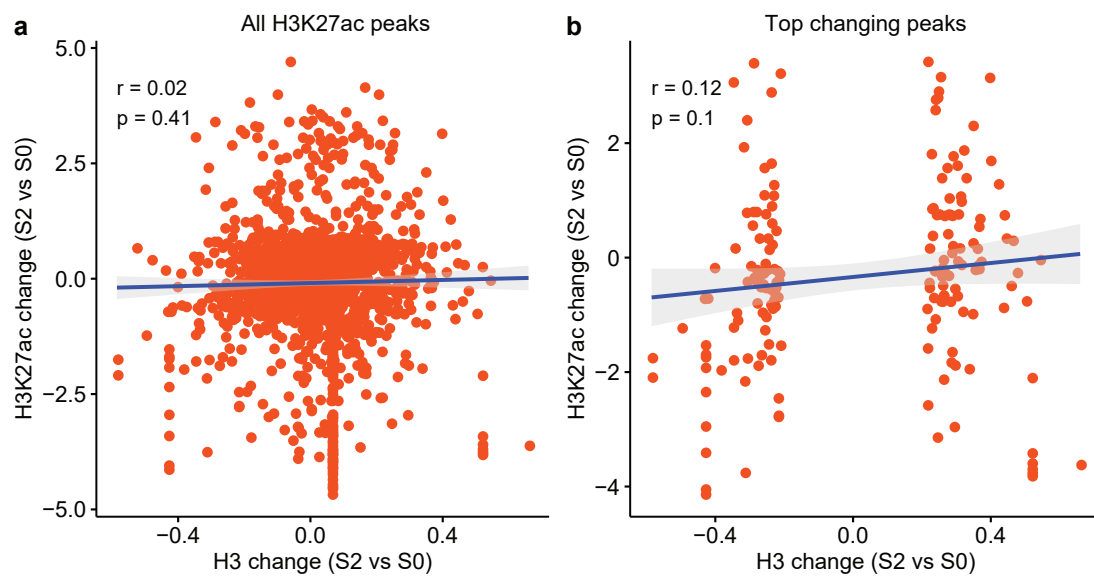 a
All H3K27ac peaks
r = 0.02
p = 0.41
H3K27ac change (S2 vs S0)
5.0
2.5
0.0
−2.5
−5.0
−0.4
0.0
0.4
H3 change (S2 vs S0)
b
Top changing peaks
r = 0.12
p = 0.1
H3K27ac change (S2 vs S0)
2
0
−2
−4
−0.4
0.0
0.4
H3 change (S2 vs S0)